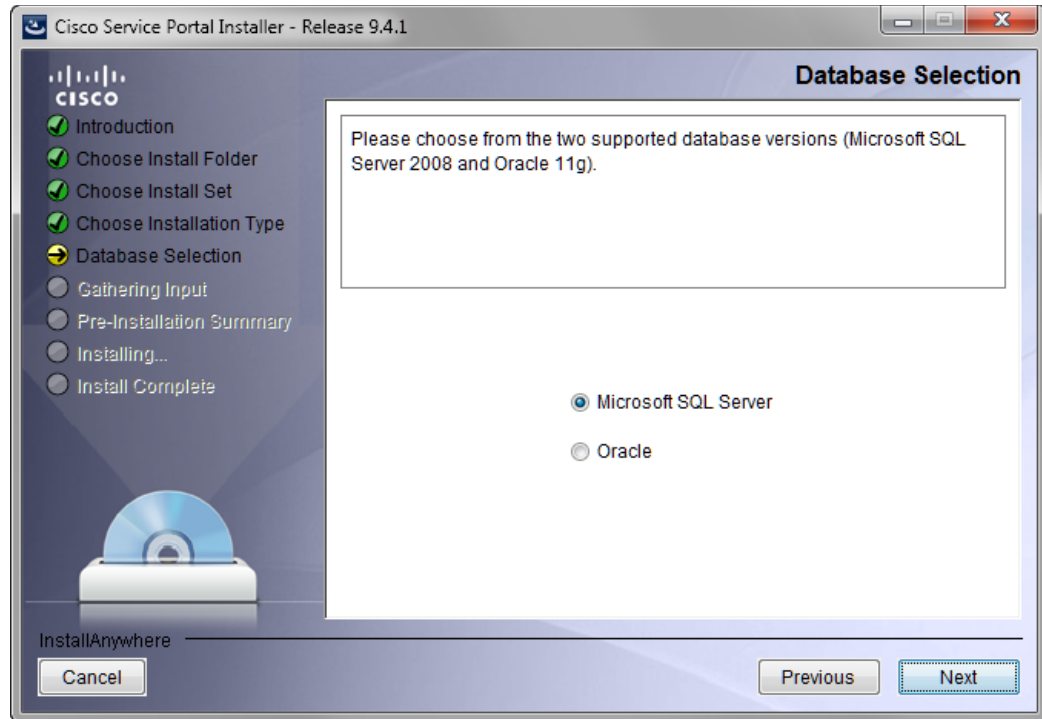 Cisco Service Portal Installer - Release 9.4.1
CISCO
Database Selection
Introduction
Choose Install Folder
Choose Install Set
Choose Installation Type
Database Selection
Gathering Input
Pre-Installation Summary
Installing...
Install Complete
Please choose from the two supported database versions (Microsoft SQL
Server 2008 and Oracle 11g).
Microsoft SQL Server
Oracle
InstallAnywhere
Cancel
Previous
Next